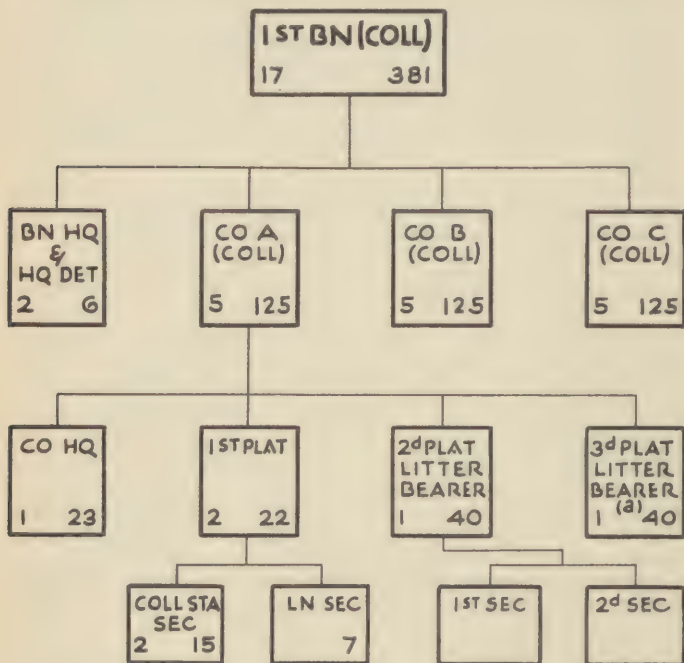 1ST BN (COLL)
17 381
BN HQ
&
HQ DET
2 6
CO A
(COLL)
5 125
CO B
(COLL)
5 125
CO C
(COLL)
5 125
CO HQ
1 23
1ST PLAT
2 22
2d PLAT
LITTER
BEARER
1 40
3d PLAT
LITTER
BEARER
(a)
1 40
COLL STA
SEC
2 15
LN SEC
7
1ST SEC
2d SEC